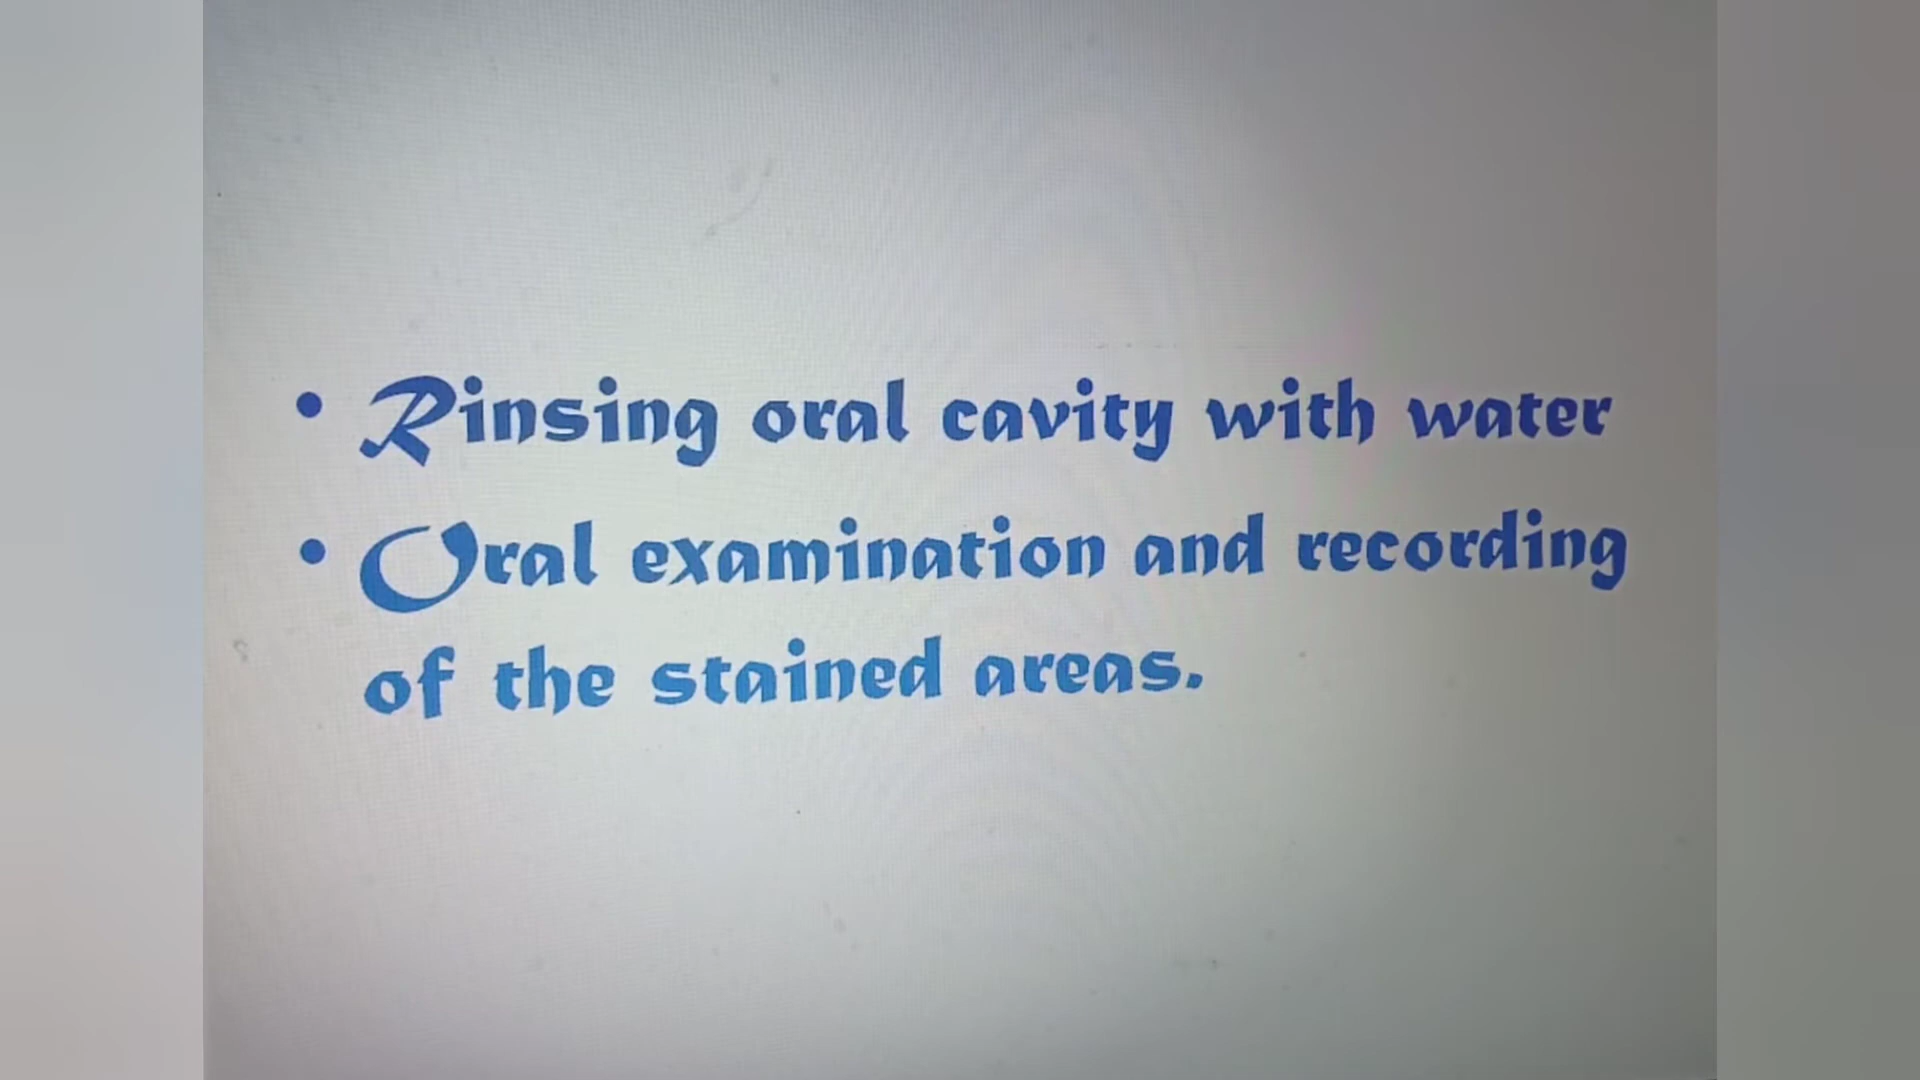 • Rinsing oral cavity with water
• Oral examination and recording
of the stained areas.